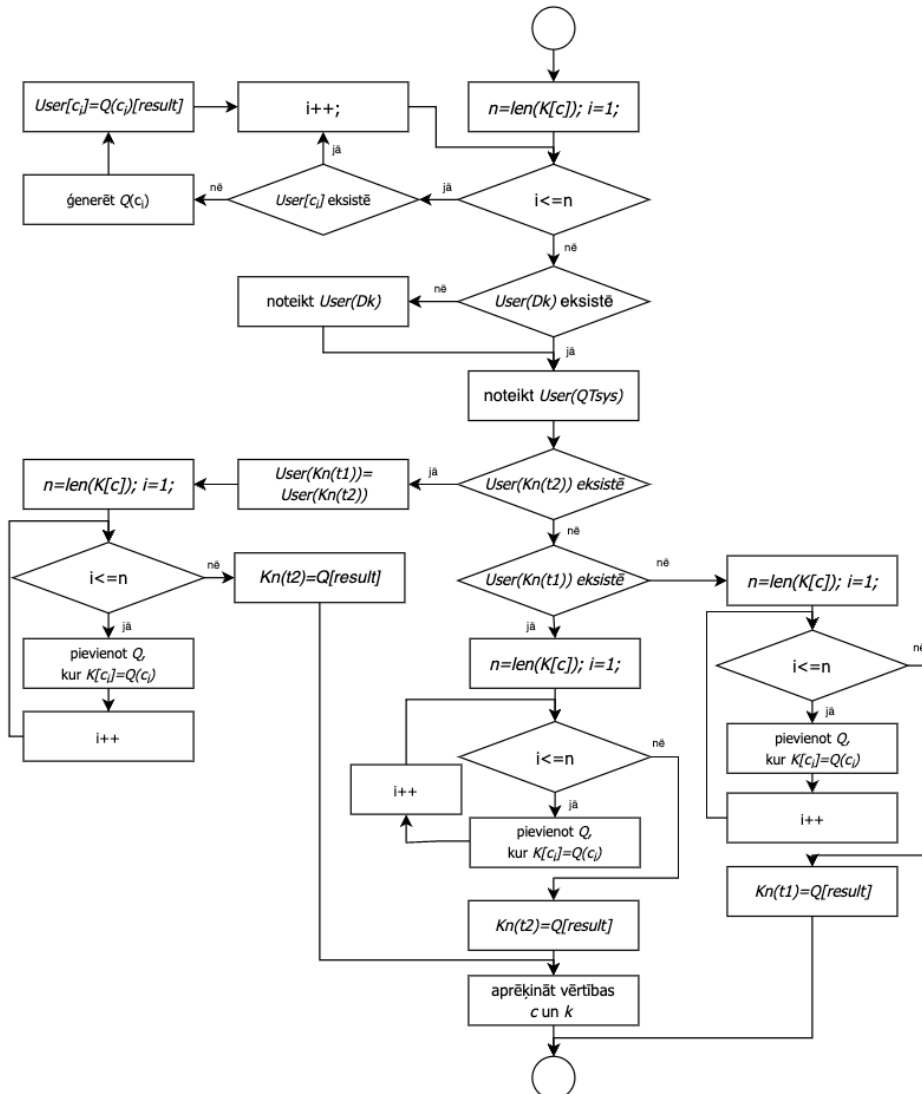 User[ci]=Q(ci)[result]
i++;
n=len(K[c]); i=1;
jā
nē
jā
ģenerēt Q(ci)
User[ci] eksistē
i<=n
nē
nē
noteikt User(Dk)
User(Dk) eksistē
jā
noteikt User(QTsys)
n=len(K[c]); i=1;
User(Kn(t1))=
User(Kn(t2))
jā
User(Kn(t2)) eksistē
nē
i<=n
nē
Kn(t2)=Q[result]
User(Kn(t1)) eksistē
nē
n=len(K[c]); i=1;
jā
jā
pievienot Q,
kur K[ci]=Q(ci)
n=len(K[c]); i=1;
i<=n
nē
jā
i++
i<=n
nē
pievienot Q,
kur K[ci]=Q(ci)
i++
jā
i++
pievienot Q,
kur K[ci]=Q(ci)
Kn(t1)=Q[result]
Kn(t2)=Q[result]
aprēķināt vērtības
c un k